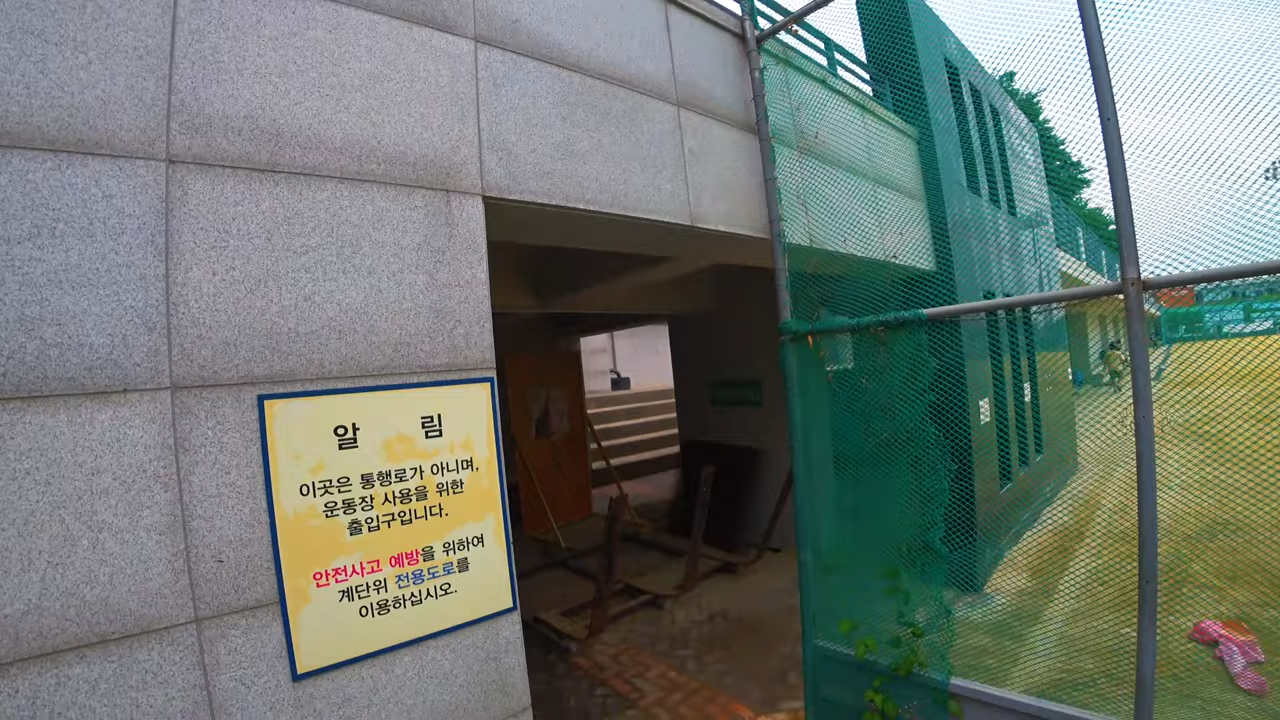 알 림
이곳은 통행로가 아니며,
운동장 사용을 위한
출입구입니다.
안전사고 예방을 위하여
계단위 전용도로를
이용하십시오.